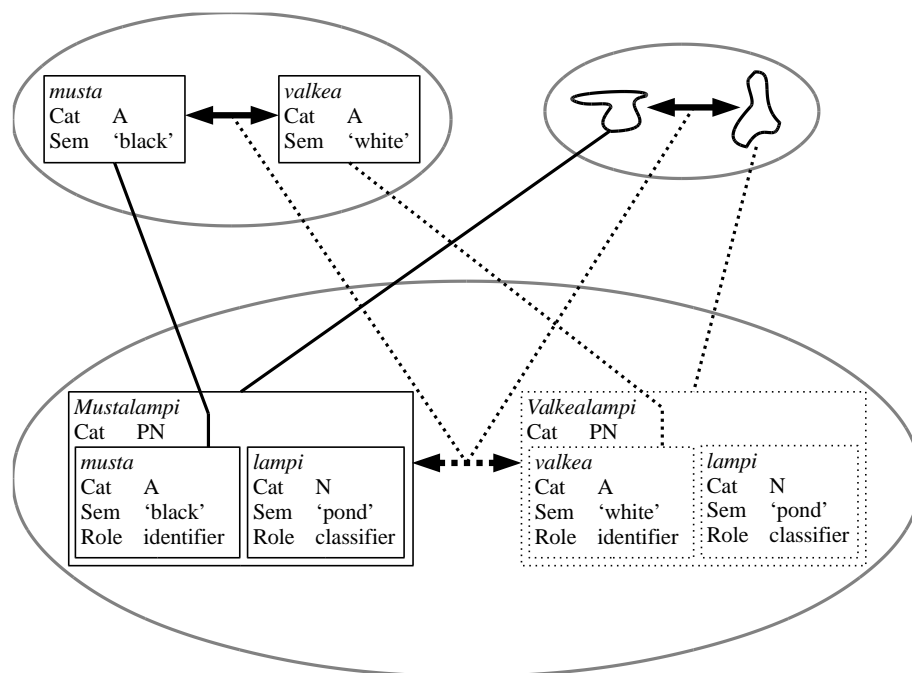 musta
Cat A
Sem ‘black’
valkea
Cat A
Sem ‘white’
Mustalampi
Cat PN
musta
Cat A
Sem ‘black’
Role identifier
lampi
Cat N
Sem ‘pond’
Role classifier
Valkealampi
Cat PN
valkea
Cat A
Sem ‘white’
Role identifier
lampi
Cat N
Sem ‘pond’
Role classifier